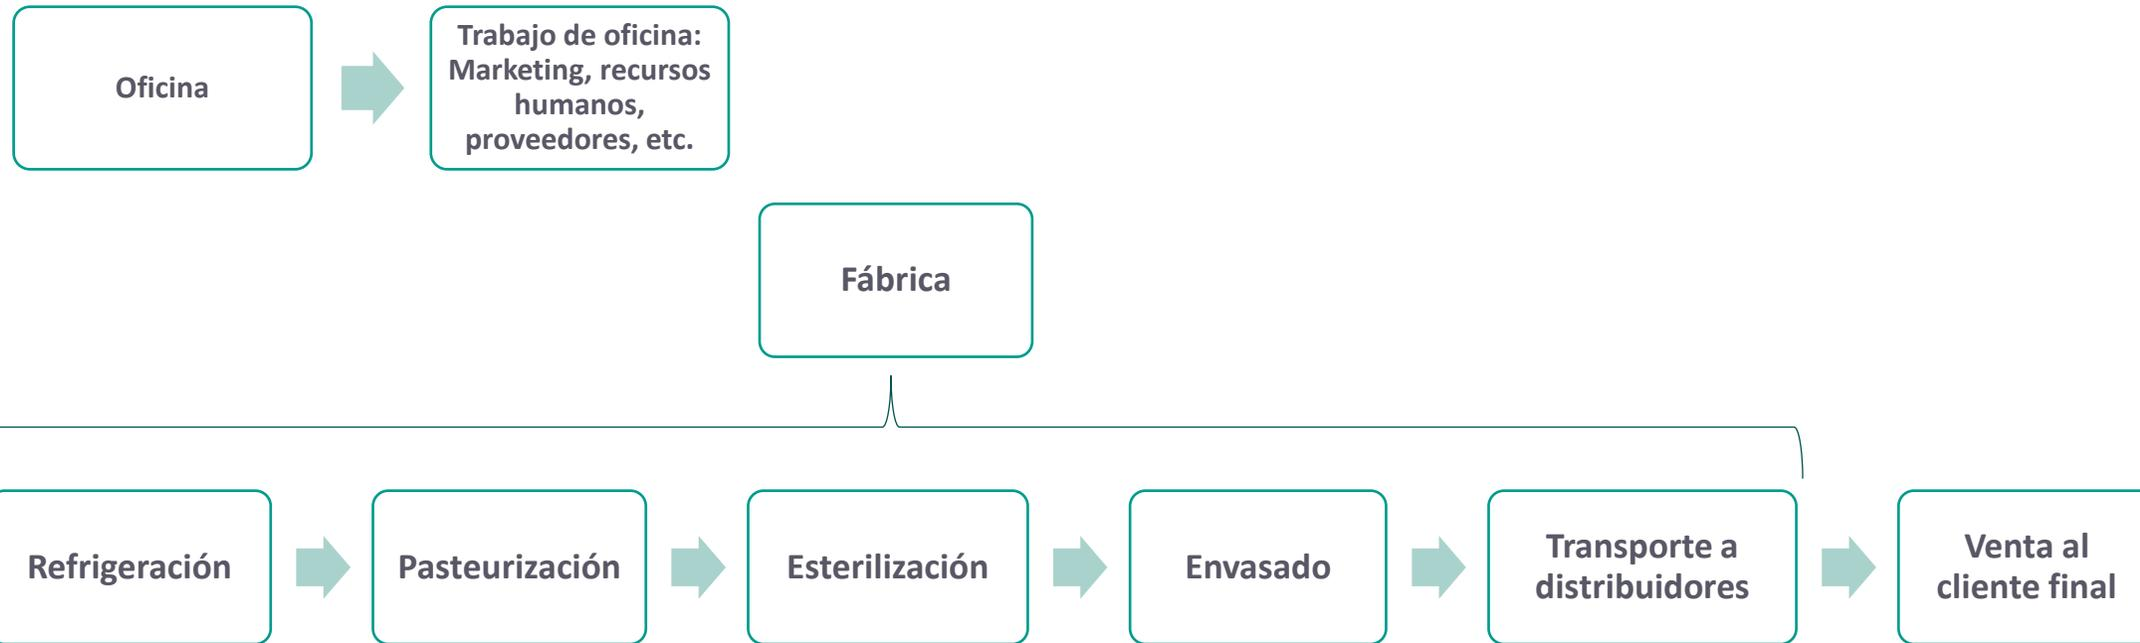 Oficina
Trabajo de oficina:
Marketing, recursos
humanos,
proveedores, etc.
Fábrica
Refrigeración
Pasteurización
Esterilización
Envasado
Transporte a
distribuidores
Venta al
cliente final